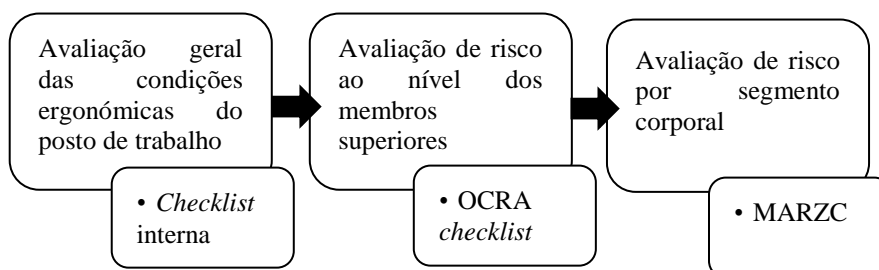 Avaliação geral
das condições
ergonómicas do
posto de trabalho
• Checklist
interna
Avaliação de risco
ao nível dos
membros
superiores
• OCRA
checklist
Avaliação de risco
por segmento
corporal
• MARZC